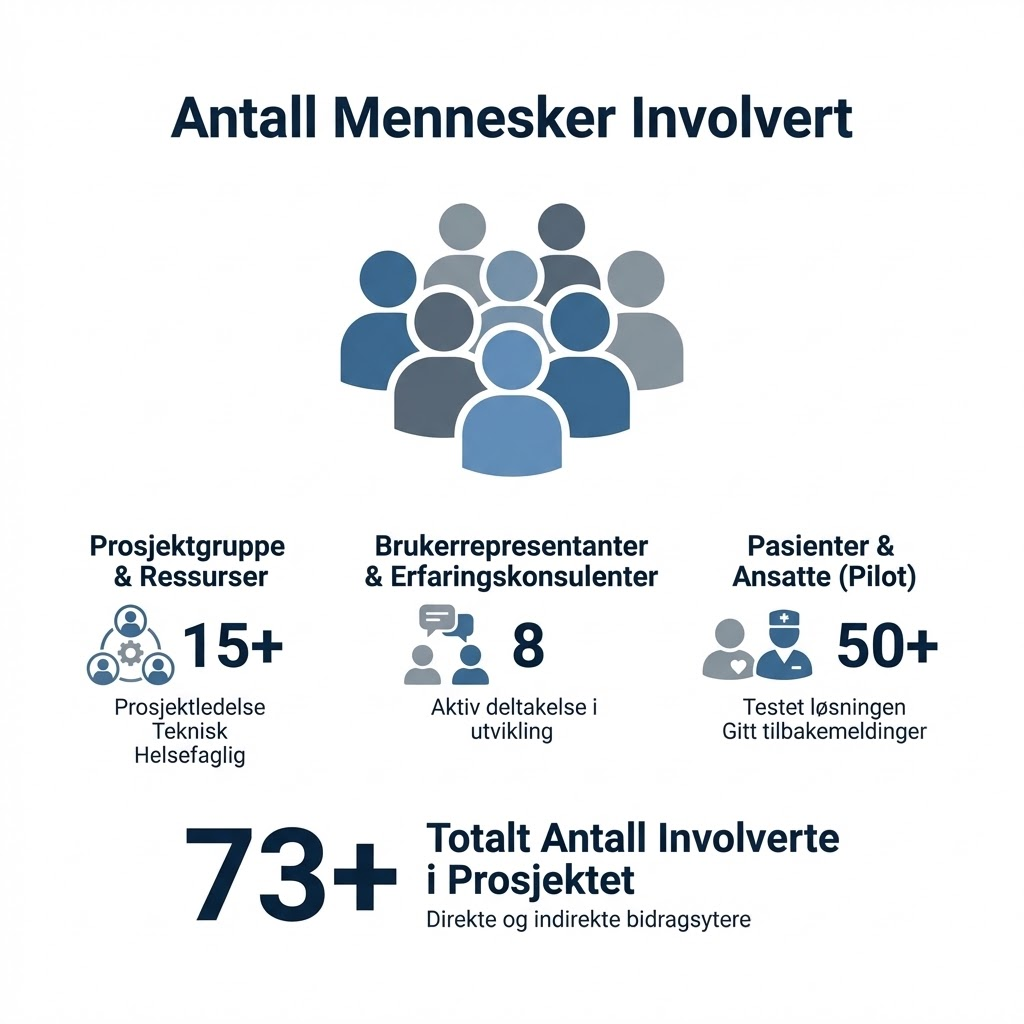 Antall Mennesker Involvert
Prosjektgruppe
& Ressurser
15+
Prosjektledelse
Teknisk
Helsefaglig
Brukerrepresentanter
& Erfaringskonsulenter
8
Aktiv deltakelse i
utvikling
Pasienter &
Ansatte (Pilot)
50+
Testet løsningen
Gitt tilbakemeldinger
73+
Totalt Antall Involverte
i Prosjektet
Direkte og indirekte bidragsytere